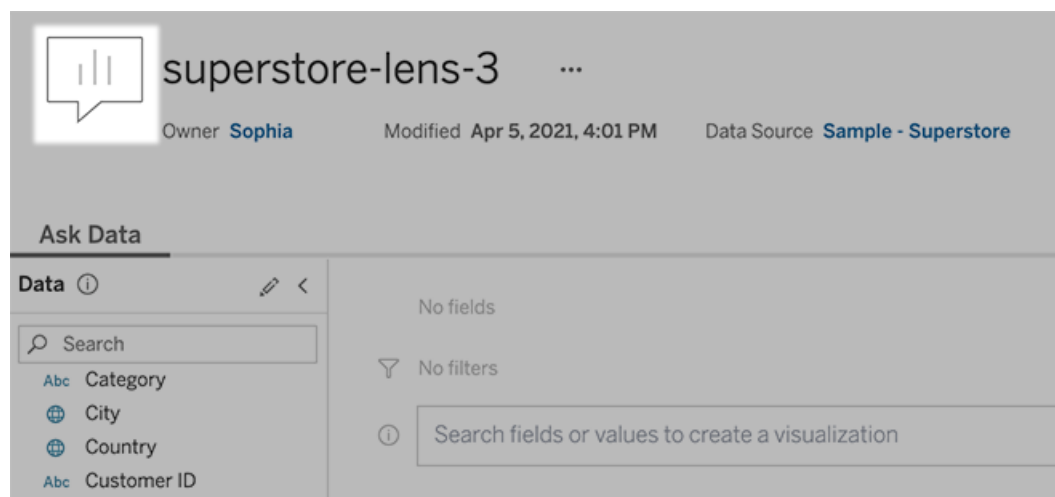 superstore-lens-3 ...
Owner Sophia Modified Apr 5, 2021, 4:01 PM Data Source Sample - Superstore
Ask Data
Data
No fields
Search
No filters
Abc Category
City
Search fields or values to create a visualization
Country
Abc Customer ID